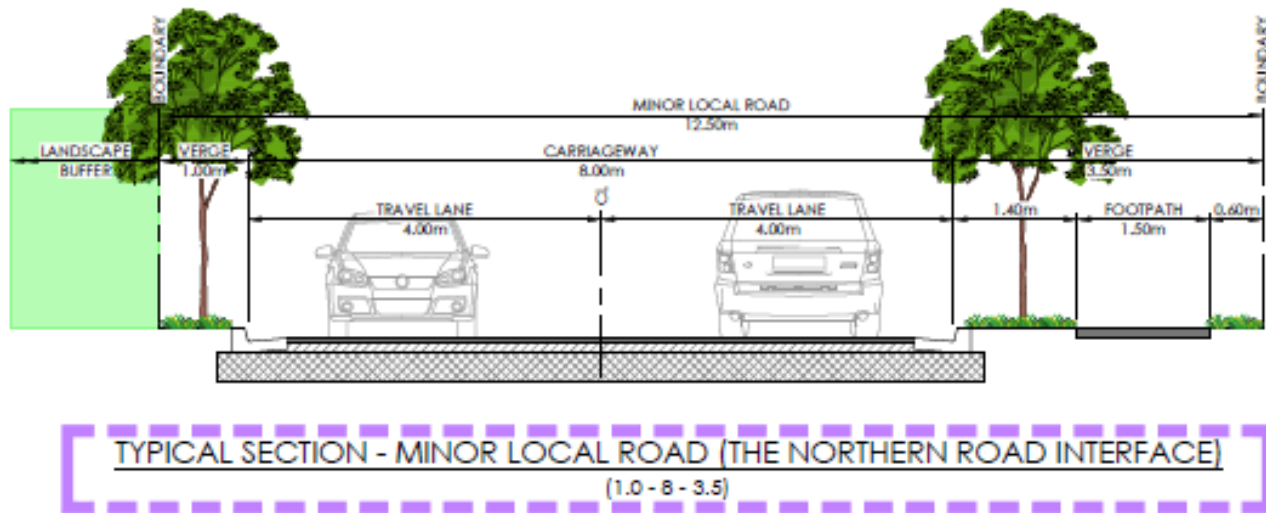 BOUNDARY
BOUNDARY
MINOR LOCAL ROAD
12.50m
LANDSCAPE
BUFFER
VERGE
1.00m
CARRIAGEWAY
8.00m
VERGE
3.50m
TRAVEL LANE
4.00m
TRAVEL LANE
4.00m
1.40m
FOOTPATH
1.50m
0.60m
TYPICAL SECTION - MINOR LOCAL ROAD (THE NORTHERN ROAD INTERFACE)
(1.0 - 8 - 3.5)